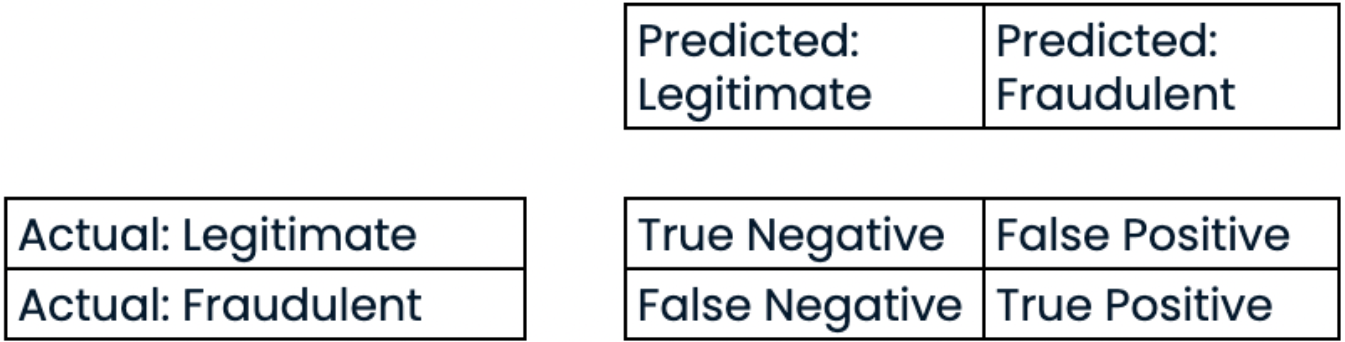 Predicted: Predicted:
Legitimate Fraudulent
Actual: Legitimate True Negative False Positive
Actual: Fraudulent False Negative True Positive